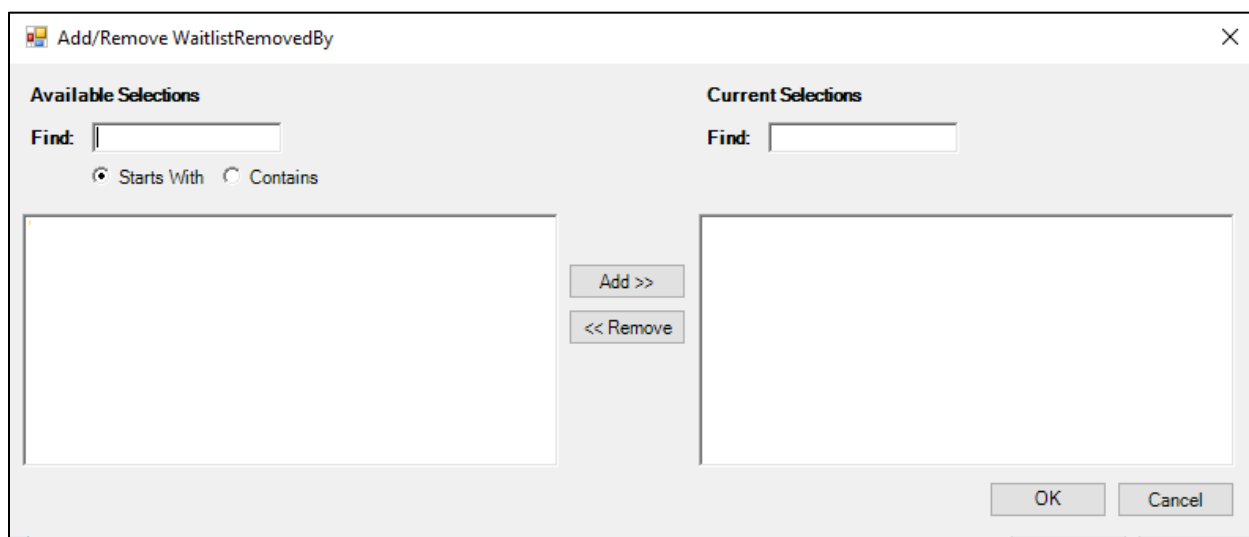 Add/Remove WaitlistRemovedBy
Available Selections
Current Selections
Find:
Find:
Starts With
Contains
Add >>
<< Remove
OK
Cancel